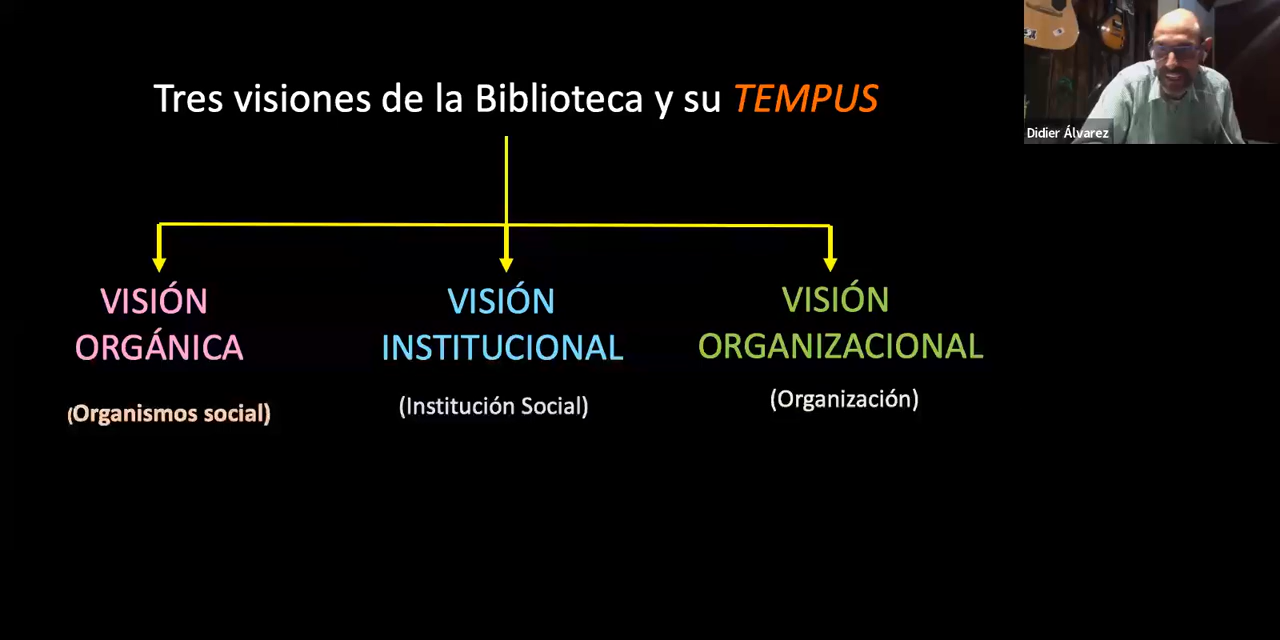 Tres visiones de la Biblioteca y su TEMPUS
Didier Álvarez
VISIÓN
ORGÁNICA
(Organismos social)
VISIÓN
INSTITUCIONAL
(Institución Social)
VISIÓN
ORGANIZACIONAL
(Organización)